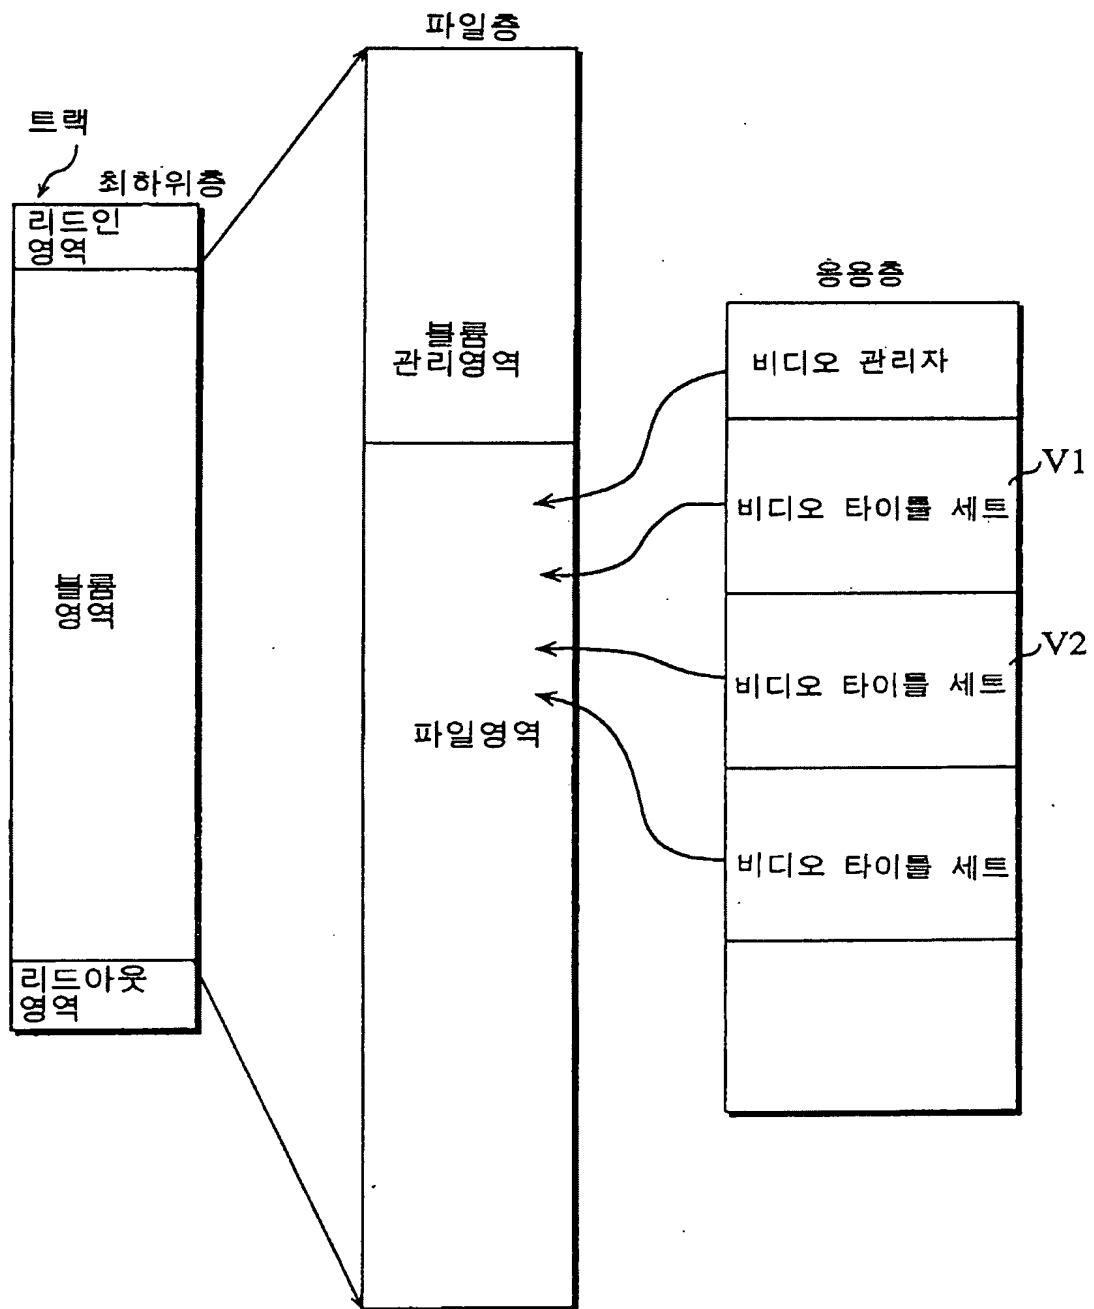 파일층
트랙
최하위층
리드인
영역
응용층
블륨
관리영역
비디오 관리자
V1
비디오 타이틀 세트
블륨
영역
V2
비디오 타이틀 세트
파일영역
비디오 타이틀 세트
리드아웃
영역